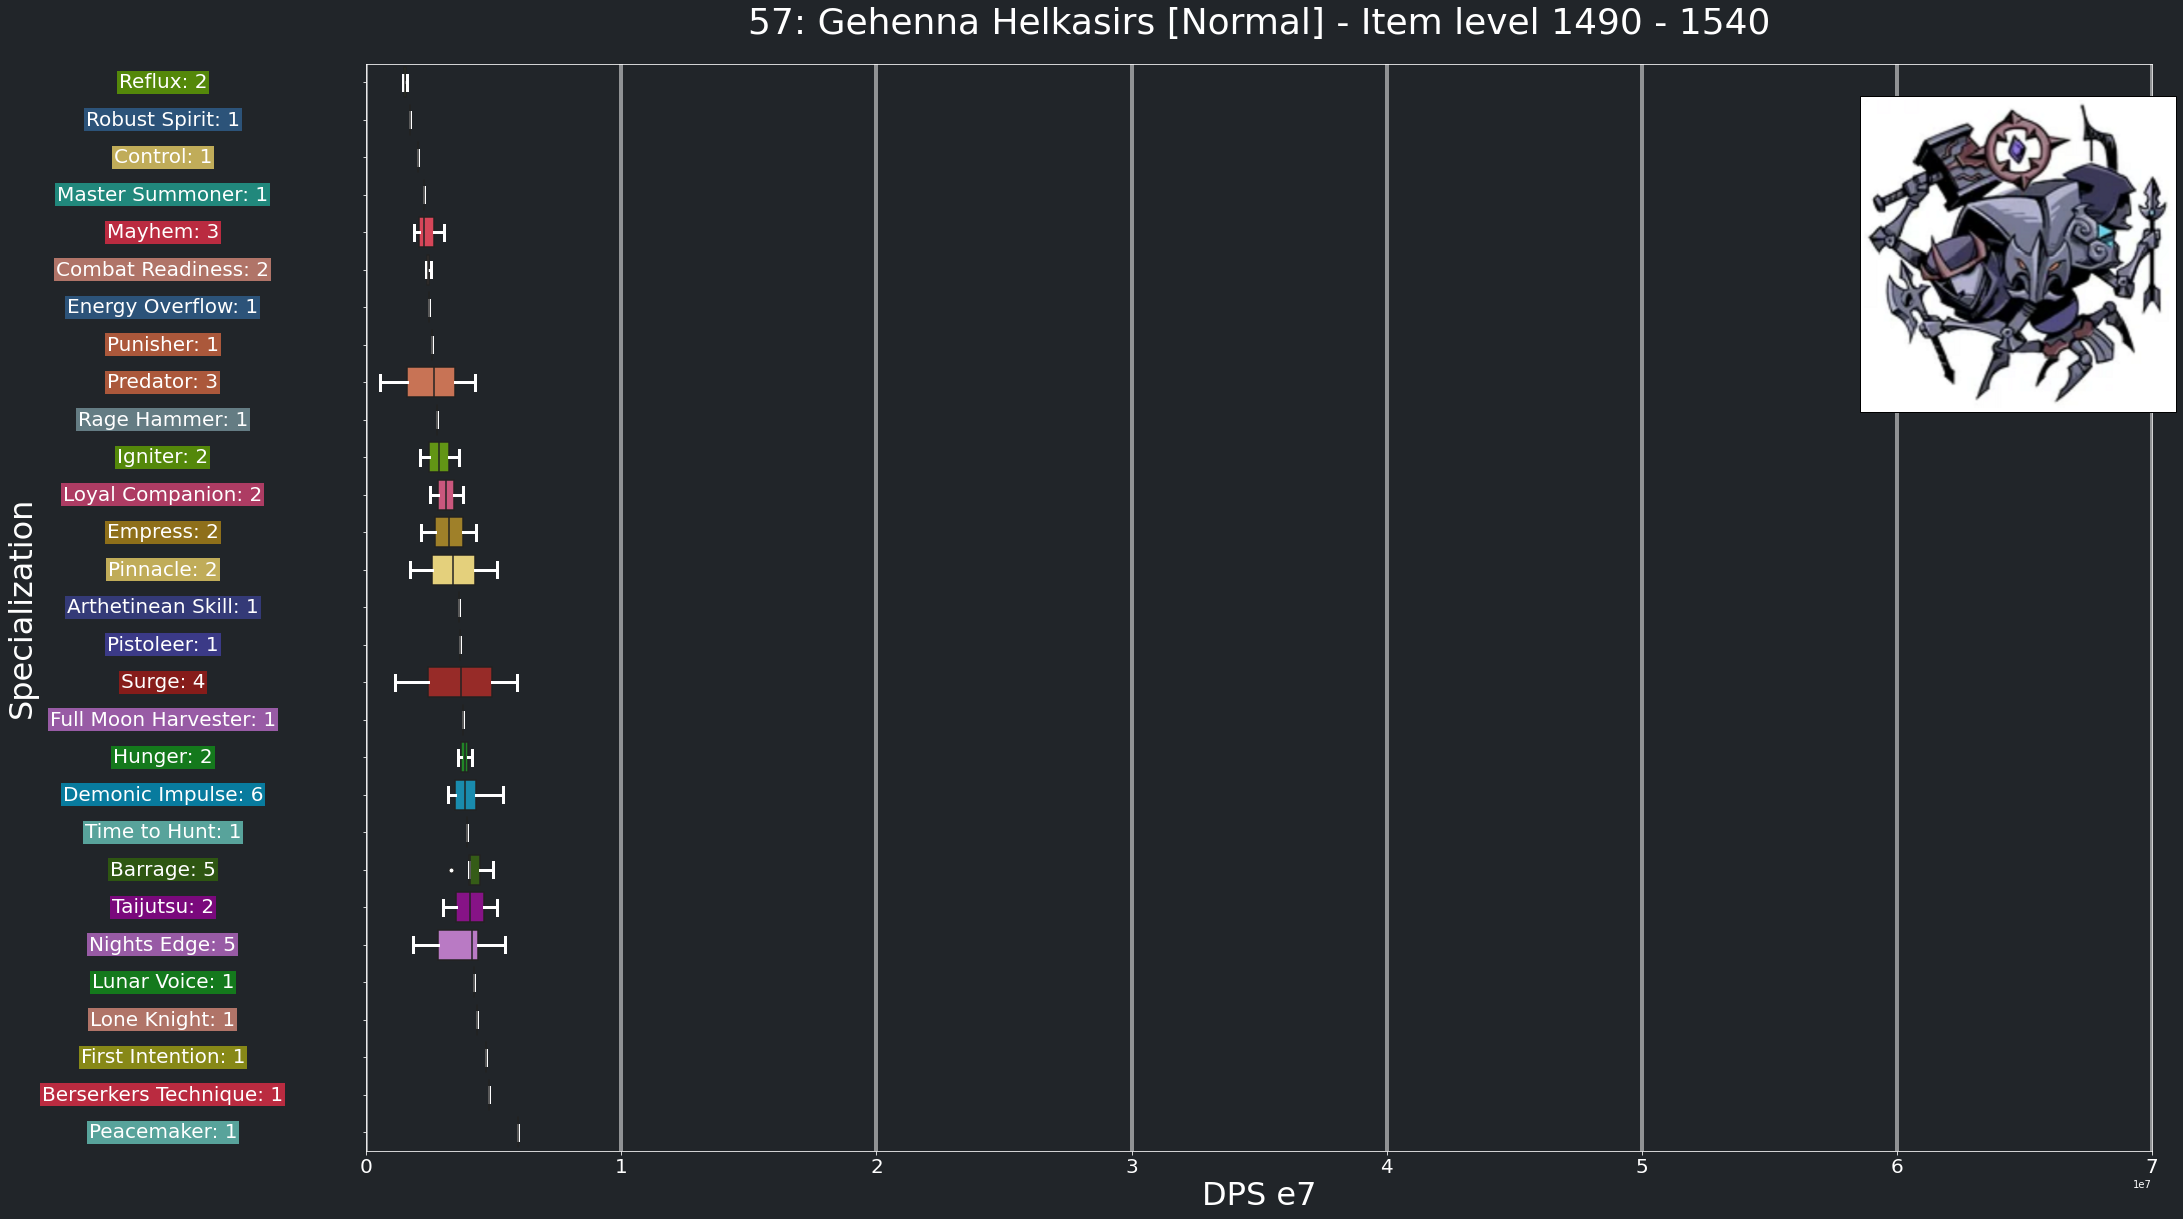 57: Gehenna Helkasirs [Normal] - Item level 1490 - 1540
Specialization
Reflux: 2
Robust Spirit: 1
Control: 1
Master Summoner: 1
Mayhem: 3
Combat Readiness: 2
Energy Overflow: 1
Punisher: 1
Predator: 3
Rage Hammer: 1
Igniter: 2
Loyal Companion: 2
Empress: 2
Pinnacle: 2
Arthetinean Skill: 1
Pistoleer: 1
Surge: 4
Full Moon Harvester: 1
Hunger: 2
Demonic Impulse: 6
Time to Hunt: 1
Barrage: 5
Taijutsu: 2
Nights Edge: 5
Lunar Voice: 1
Lone Knight: 1
First Intention: 1
Berserkers Technique: 1
Peacemaker: 1
0 1 2 3 4 5 6 7
1e7
DPS e7